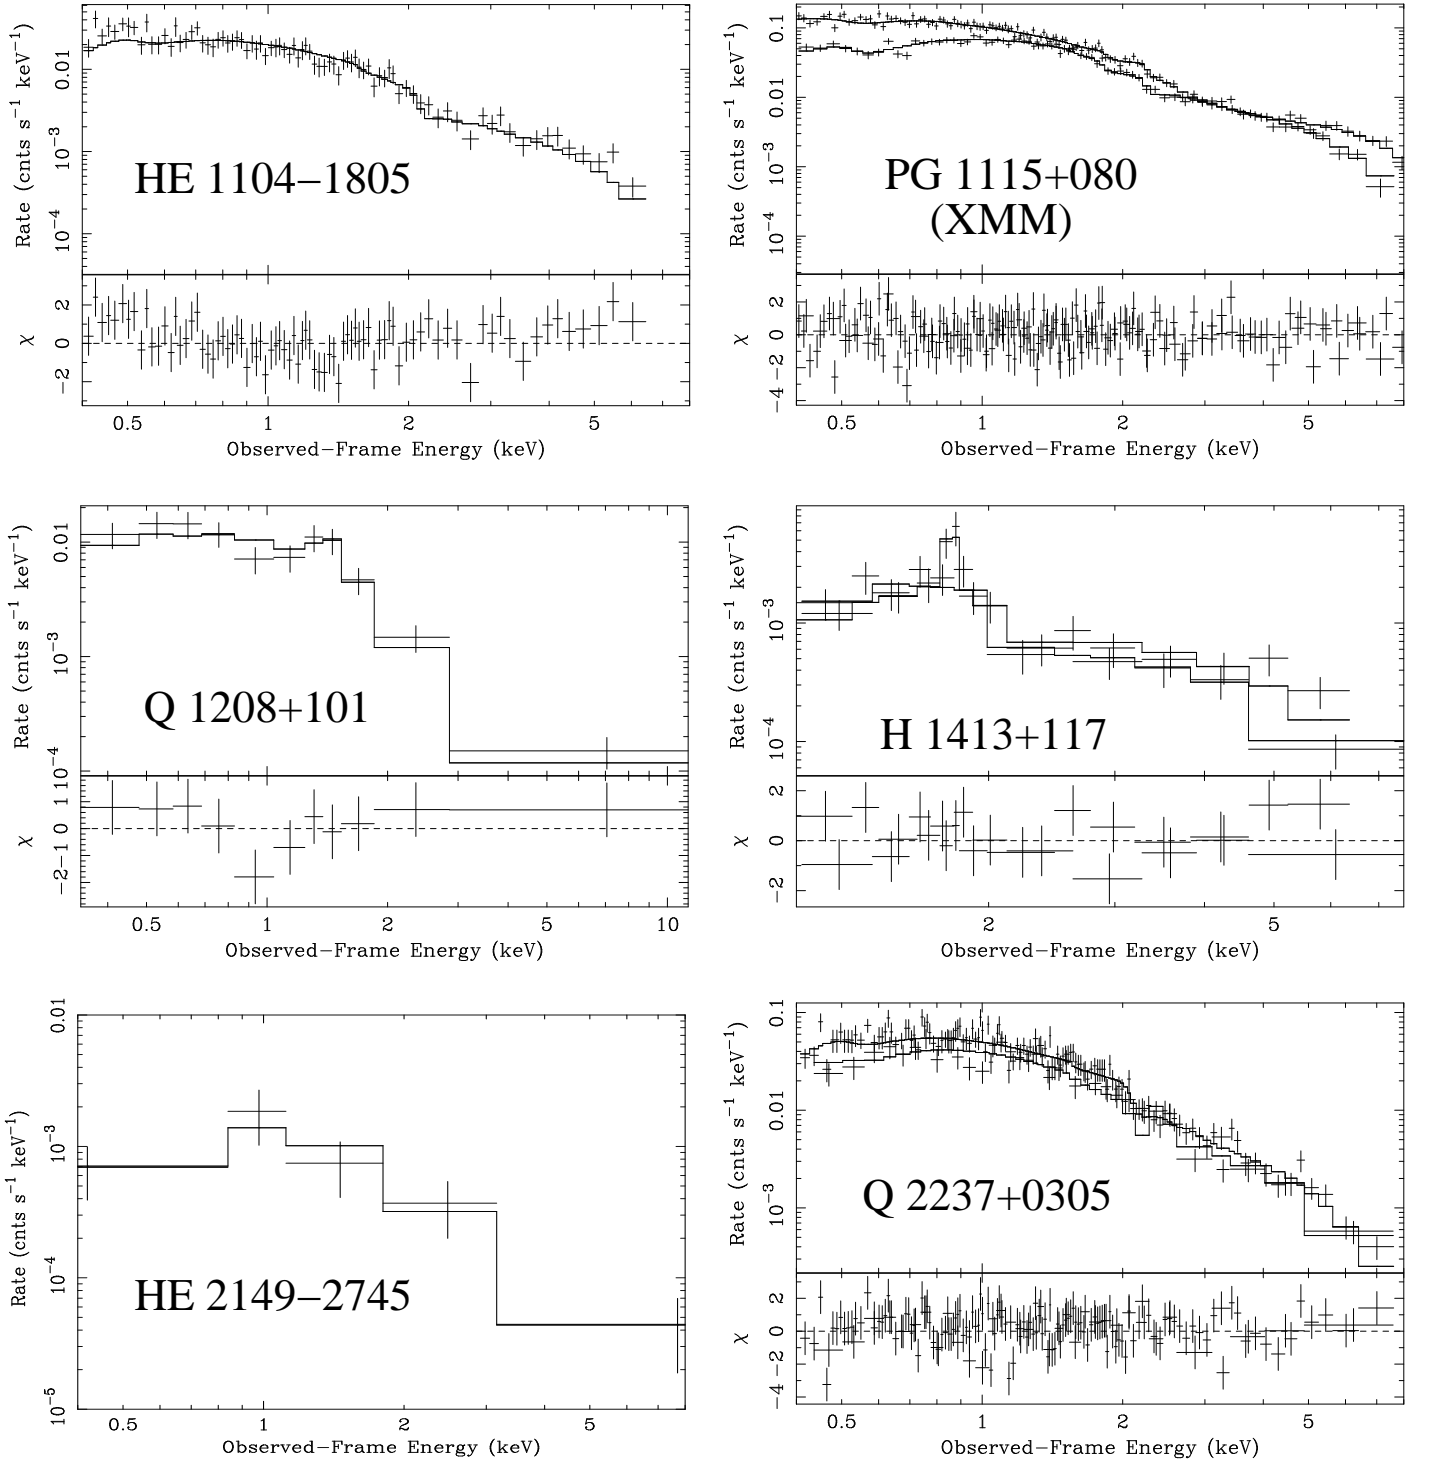 Rate (cnts s−1 keV−1)
0.01
10−3
10−4
HE 1104−1805
χ
2
0
−2
0.5
1
2
5
Observed−Frame Energy (keV)
Rate (cnts s−1 keV−1)
0.1
0.01
10−3
10−4
PG 1115+080
(XMM)
χ
2
0
−2
−4
0.5
1
2
5
Observed−Frame Energy (keV)
Rate (cnts s−1 keV−1)
0.01
10−3
10−4
Q 1208+101
χ
1
0
−1
−2
0.5
1
2
5
10
Observed−Frame Energy (keV)
Rate (cnts s−1 keV−1)
10−3
10−4
H 1413+117
χ
2
0
−2
2
5
Observed−Frame Energy (keV)
Rate (cnts s−1 keV−1)
0.01
10−3
10−4
10−5
HE 2149−2745
0.5
1
2
5
Observed−Frame Energy (keV)
Rate (cnts s−1 keV−1)
0.1
0.01
10−3
Q 2237+0305
χ
2
0
−2
−4
0.5
1
2
5
Observed−Frame Energy (keV)